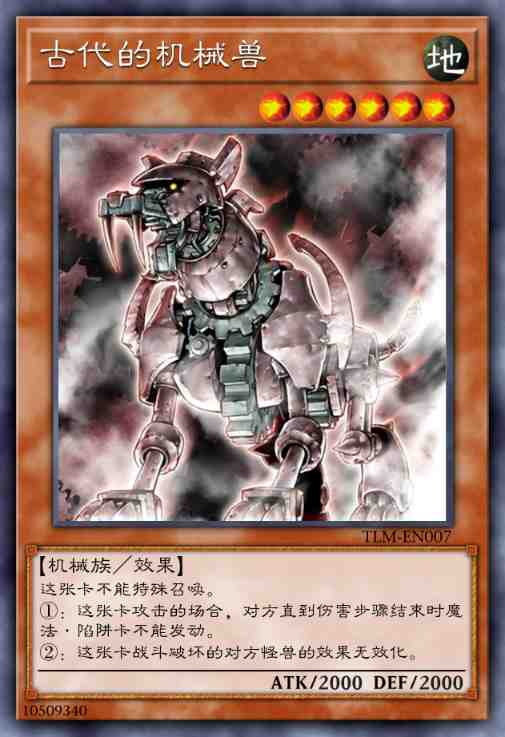 古代的机械兽
地
TLM-EN007
【机械族／效果】
这张卡不能特殊召唤。
①：这张卡攻击的场合，对方直到伤害步骤结束时魔
法·陷阱卡不能发动。
②：这张卡战斗破坏的对方怪兽的效果无效化。
ATK/2000 DEF/2000
10509340